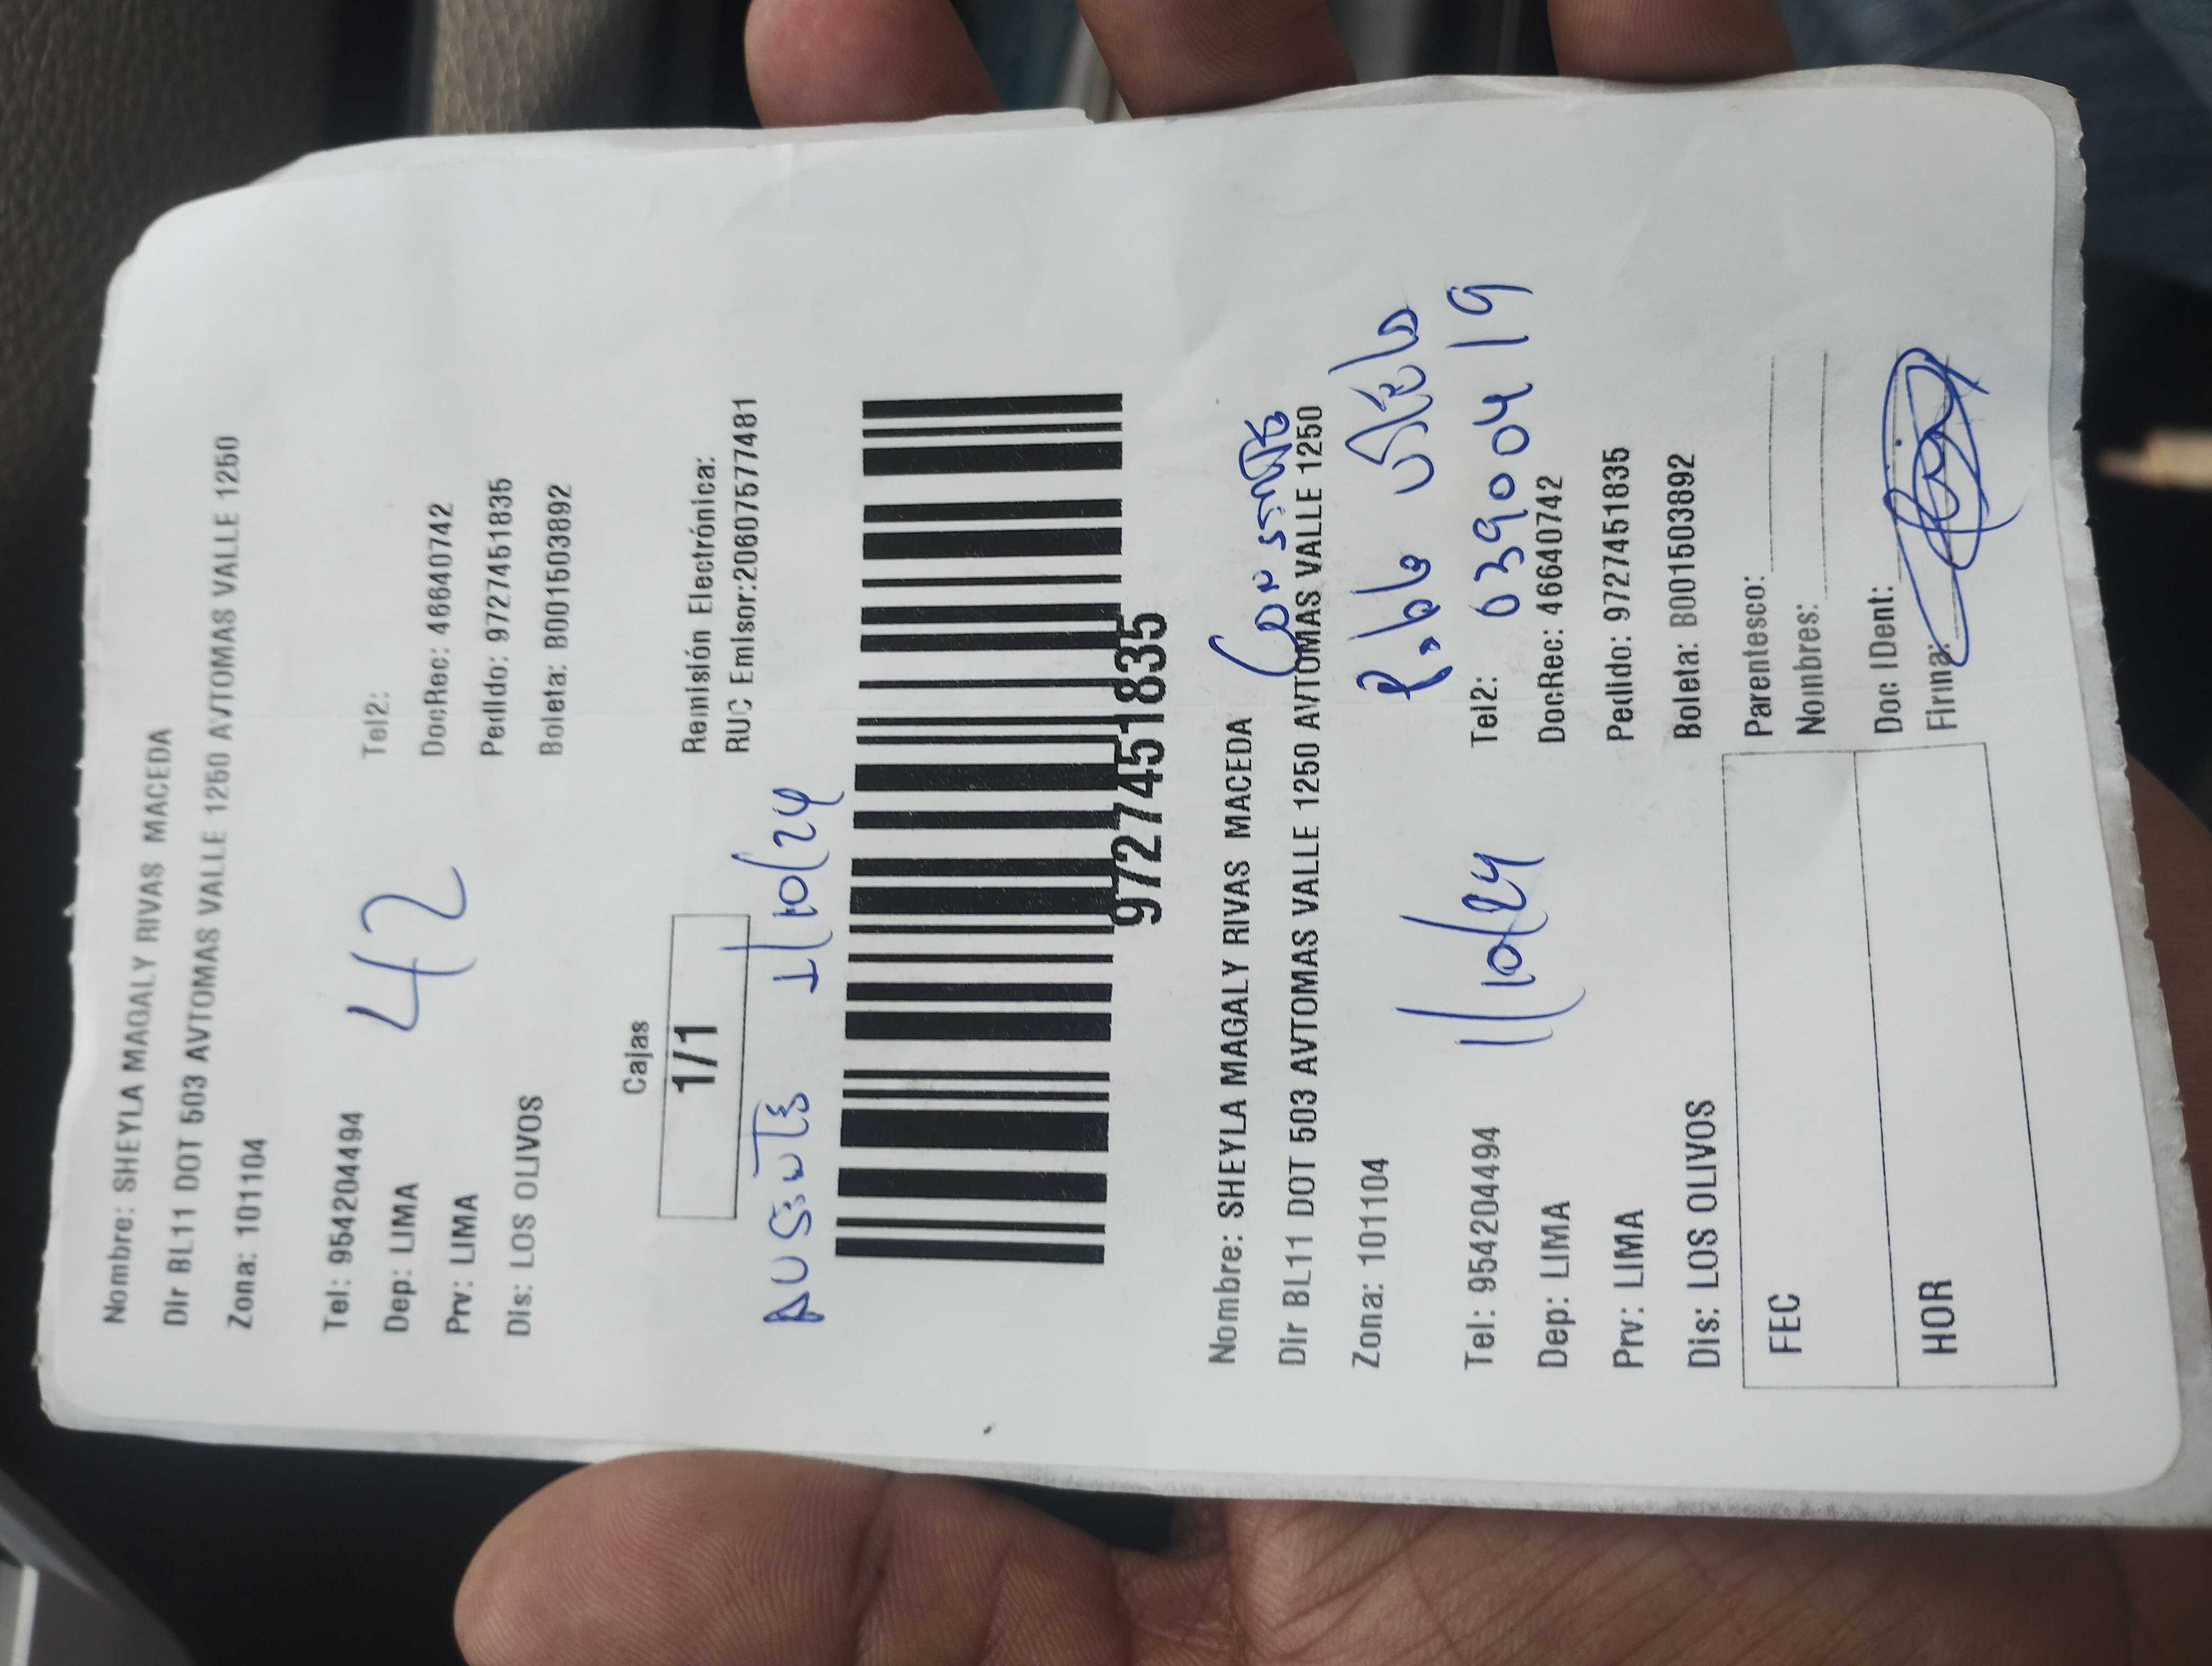 Nombre: SHEYLA MAGALY RIVAS MACEDA
DIr BL11 DOT 503 AVTOMAS VALLE 1250 AVTOMAS VALLE 1250
Zona: 101104
Tel: 954204494 Tel2:
Dep: LIMA 42 DocRec: 46640742
Prv: LIMA Pedido: 9727451835
Dis: LOS OLIVOS Boleta: B001503892
Cajas
1/1
Remisión Electrónica:
RUC Emisor:20607577481
AUSENTE 1/10/24
9727451835
Nombre: SHEYLA MAGALY RIVAS MACEDA
DIr BL11 DOT 503 AVTOMAS VALLE 1250 AVTOMAS VALLE 1250
Zona: 101104
Tel: 954204494 Tel2: 03900419
11/10/24
Dep: LIMA DocRec: 46640742
Prv: LIMA Pedido: 9727451835
Dis: LOS OLIVOS Boleta: B001503892
FEC Parentesco:
Nombres:
HOR Doc IDent:
Firma: